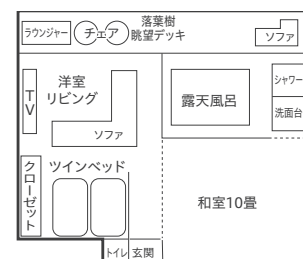 落葉樹
ラウンジャー
チェア
眺望デッキ
ソファ
洋室
リビング
TV
ソファ
露天風呂
シャワー
洗面台
クローゼット
ツインベッド
和室10畳
トイレ
玄関